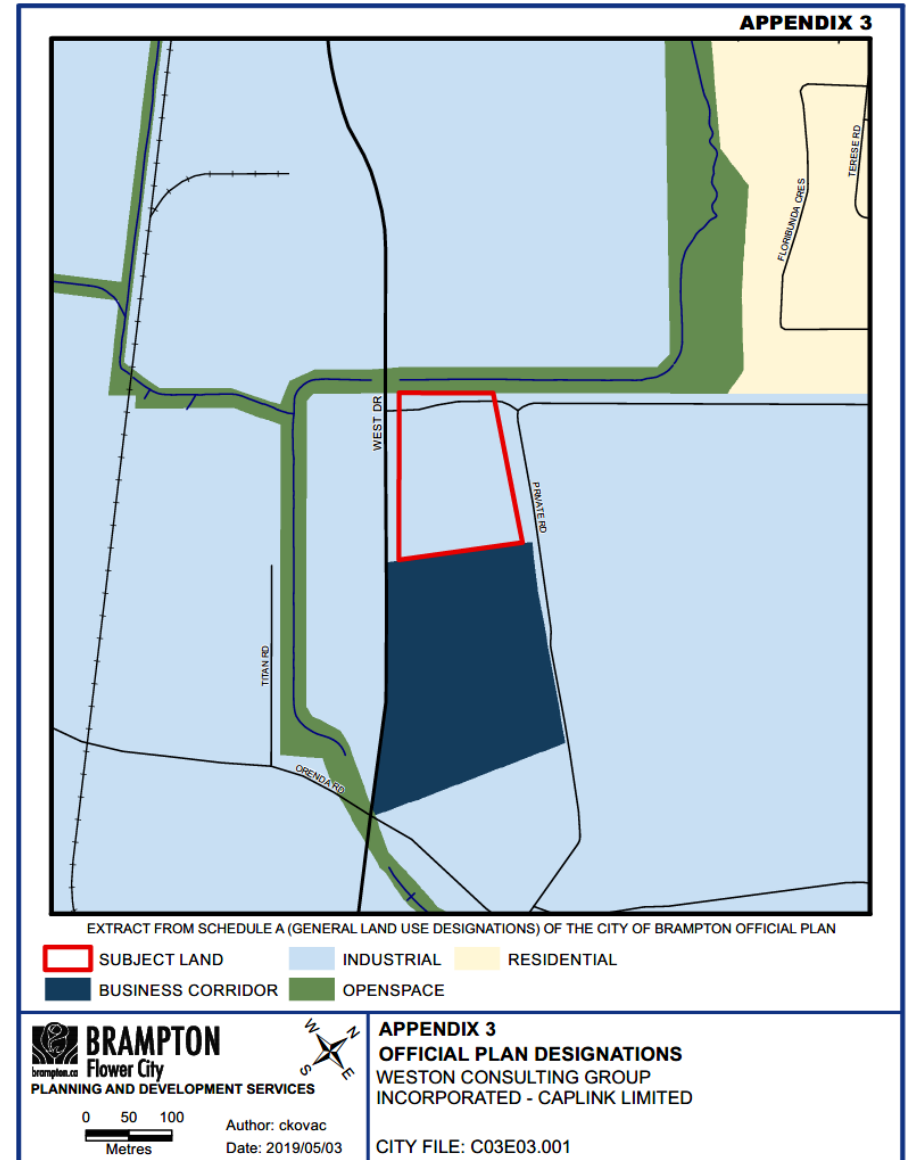 APPENDIX 3
TERESE RD
FLORIBUNDA CRES
WEST DR
PRIVATE RD
TITAN RD
ORENDA RD
EXTRACT FROM SCHEDULE A (GENERAL LAND USE DESIGNATIONS) OF THE CITY OF BRAMPTON OFFICIAL PLAN
SUBJECT LAND
INDUSTRIAL
RESIDENTIAL
BUSINESS CORRIDOR
OPENSPACE
BRAMPTON
brampton.ca
Flower City
PLANNING AND DEVELOPMENT SERVICES
W
N
S
E
0 50 100
Metres
Author: ckovac
Date: 2019/05/03
APPENDIX 3
OFFICIAL PLAN DESIGNATIONS
WESTON CONSULTING GROUP
INCORPORATED - CAPLINK LIMITED
CITY FILE: C03E03.001